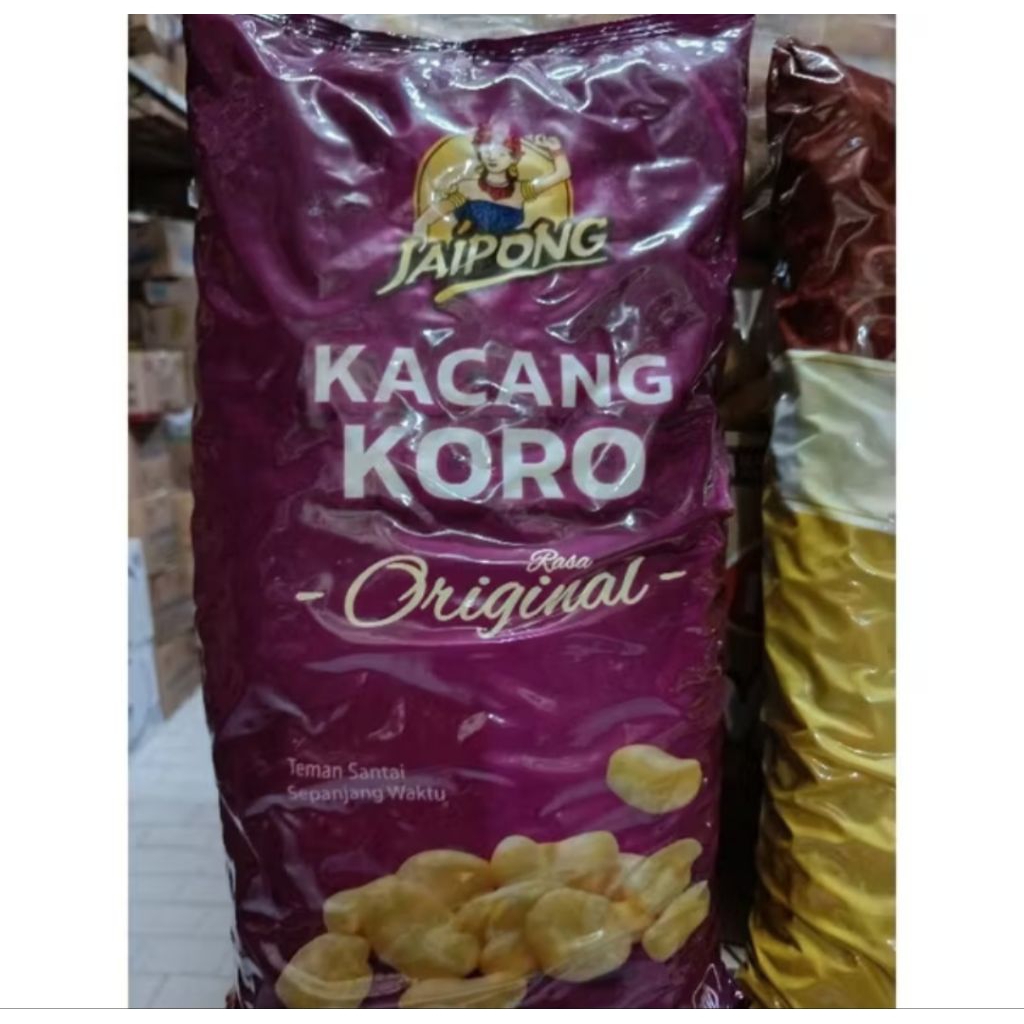 JAIPONG
KACANG
KORO
Rasa
- Original -
Teman Santai
Sepanjang Waktu